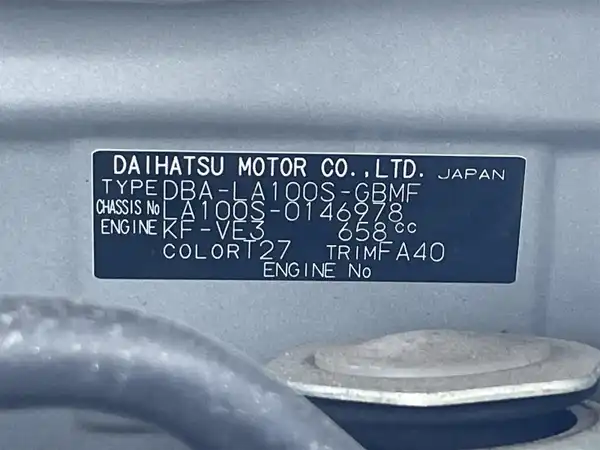 DAIHATSU MOTOR CO.,LTD. JAPAN
TYPE DBA-LA100S-GBMF
CHASSIS No LA100S-0146978
ENGINE KF-VE3 658cc
COLOR T27 TRIM FA40
ENGINE No